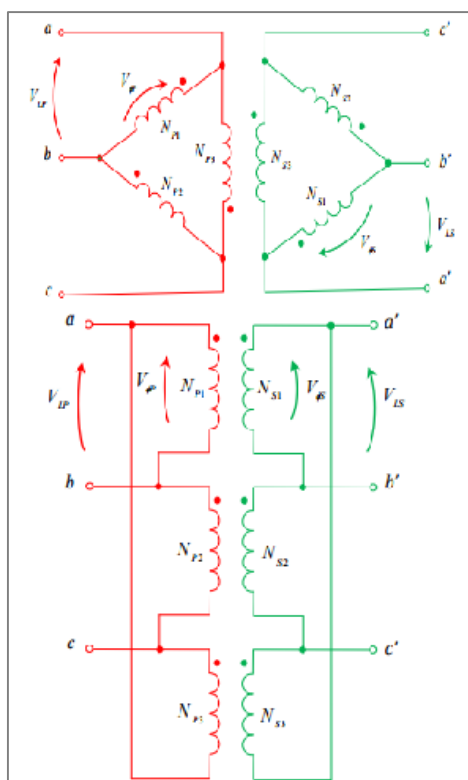 a
c'
V_LP
V_φP
N_P1
N_S2
b
N_P3
N_S3
b'
N_P2
N_S1
V_φS
V_LS
c
a'
a
a'
V_LP
V_φP
N_P1
N_S1
V_φS
V_LS
b
b'
N_P2
N_S2
c
c'
N_P3
N_S3